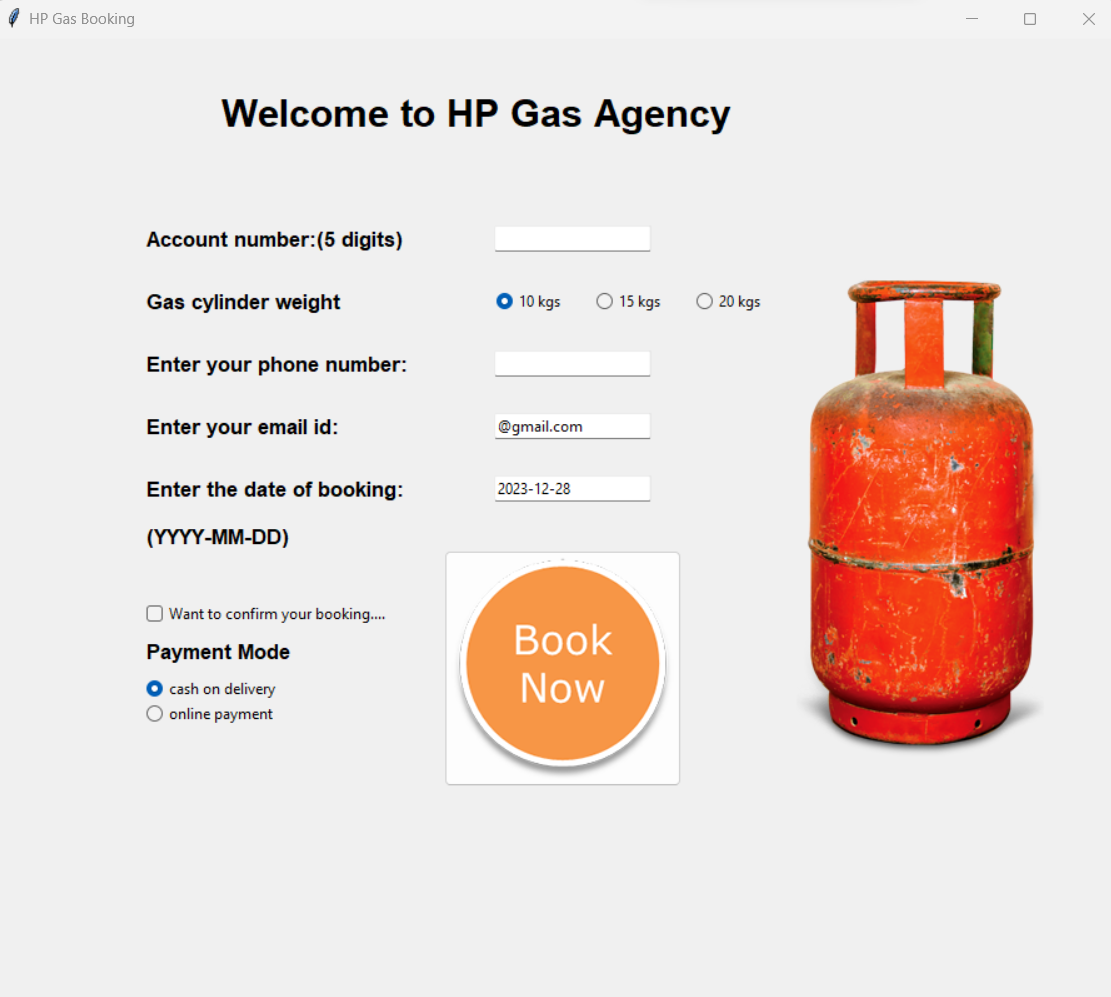 HP Gas Booking
Welcome to HP Gas Agency
Account number:(5 digits)
Gas cylinder weight
10 kgs
15 kgs
20 kgs
Enter your phone number:
Enter your email id:
@gmail.com
Enter the date of booking:
2023-12-28
(YYYY-MM-DD)
Want to confirm your booking....
Payment Mode
cash on delivery
online payment
Book
Now